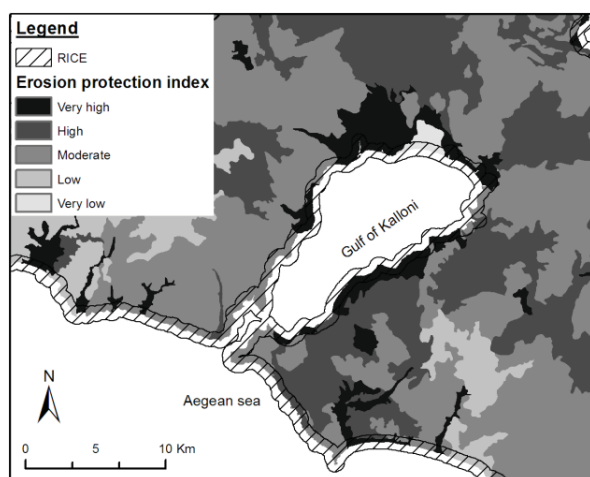 Legend
RICE
Erosion protection index
Very high
High
Moderate
Low
Very low
Gulf of Kalloni
N
Aegean sea
0 5 10 Km